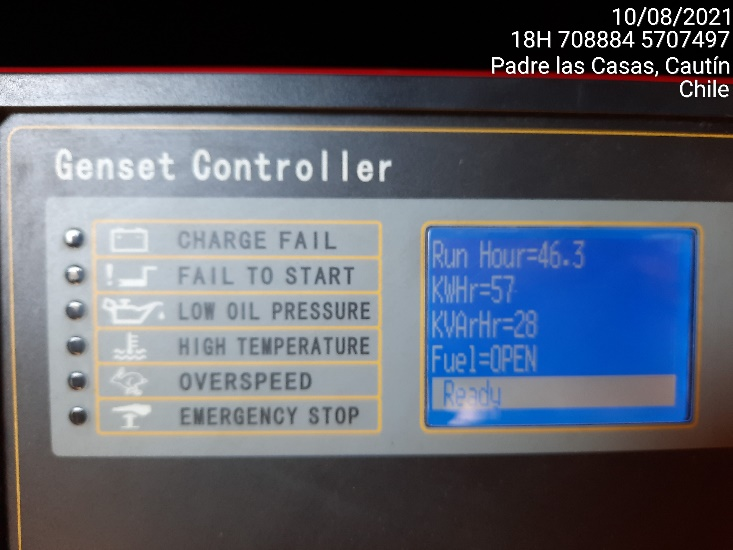 10/08/2021
18H 708884 5707497
Padre las Casas, Cautín
Chile
Genset Controller
CHARGE FAIL
FAIL TO START
LOW OIL PRESSURE
HIGH TEMPERATURE
OVERSPEED
EMERGENCY STOP
Run Hour=46.3
KWHr=57
KVArHr=28
Fuel=OPEN
Ready